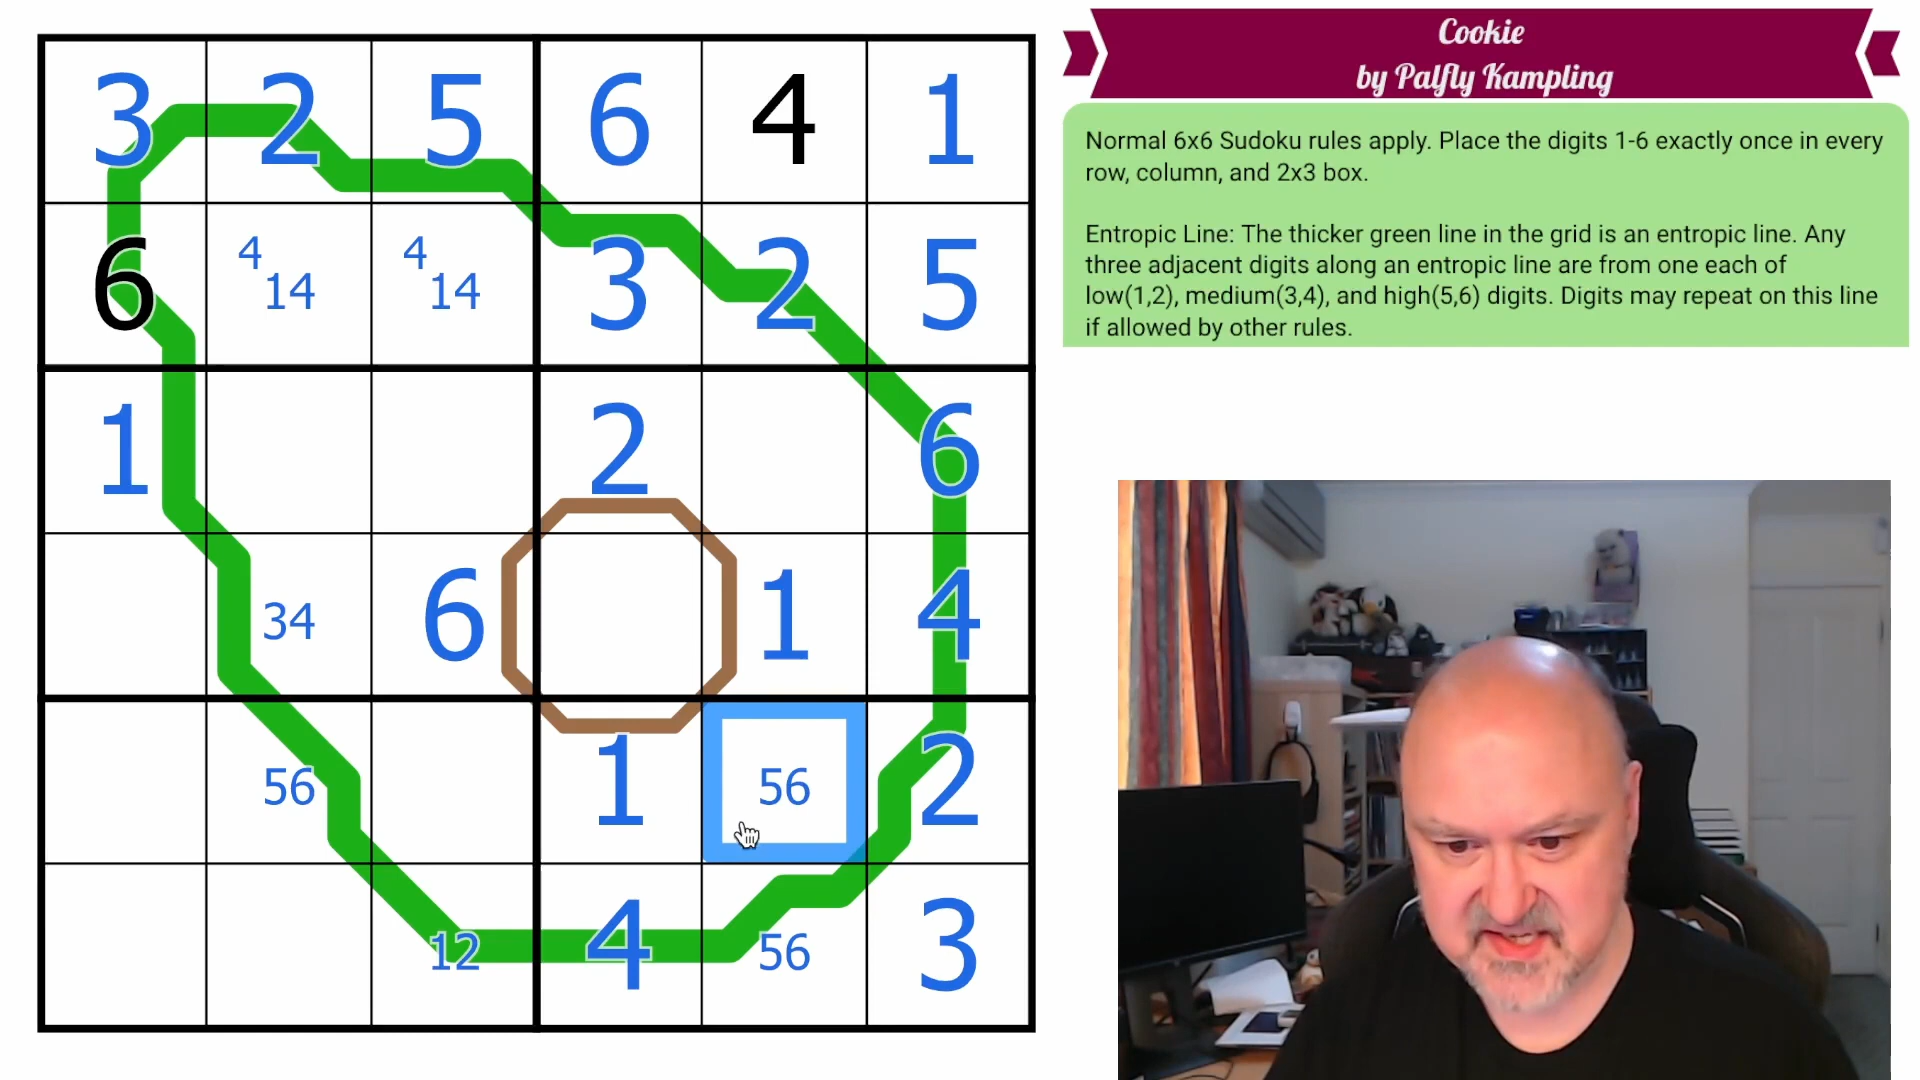 Cookie
by Palfly Kampling
Normal 6x6 Sudoku rules apply. Place the digits 1-6 exactly once in every
row, column, and 2x3 box.
Entropic Line: The thicker green line in the grid is an entropic line. Any
three adjacent digits along an entropic line are from one each of
low(1,2), medium(3,4), and high(5,6) digits. Digits may repeat on this line
if allowed by other rules.
3 2 5 6 4 1
6 4 14 4 14 3 2 5
1 2 6
34 6 1 4
56 1 56 2
12 4 56 3